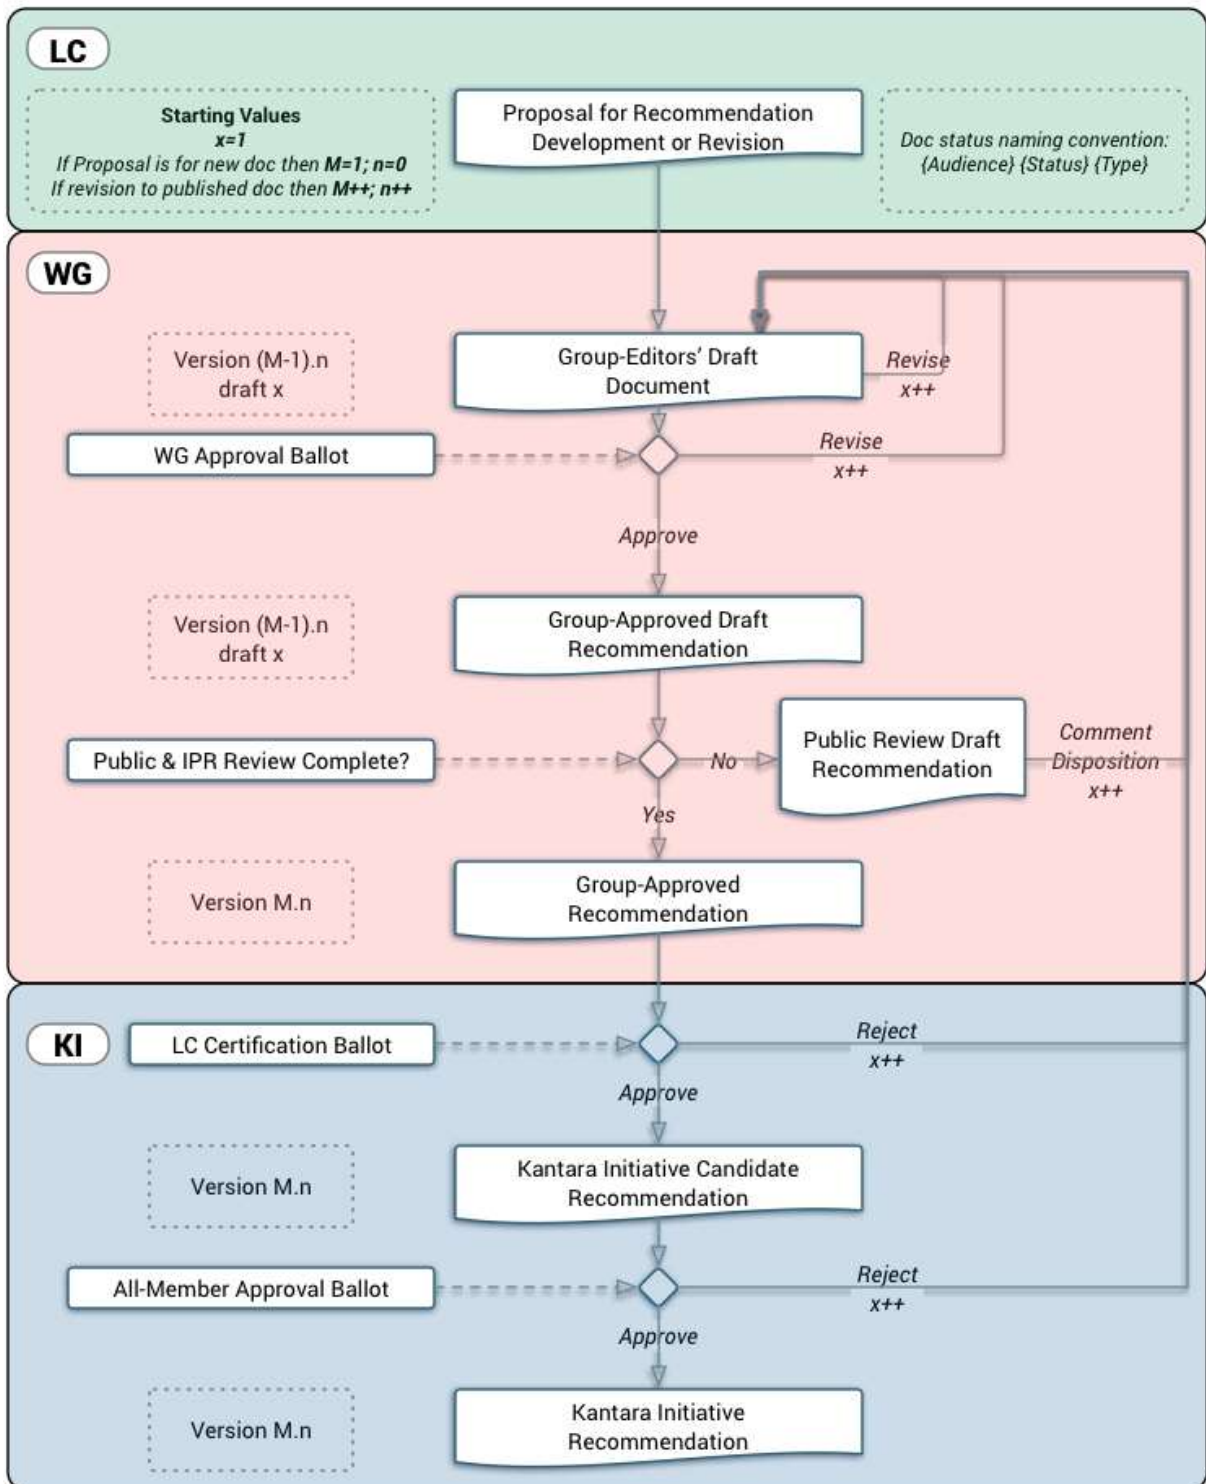 LC
Starting Values
x=1
If Proposal is for new doc then M=1; n=0
If revision to published doc then M++; n++
Proposal for Recommendation
Development or Revision
Doc status naming convention:
{Audience} {Status} {Type}
WG
Version (M-1).n
draft x
Group-Editors’ Draft
Document
Revise
x++
WG Approval Ballot
Revise
x++
Approve
Version (M-1).n
draft x
Group-Approved Draft
Recommendation
Public & IPR Review Complete?
No
Public Review Draft
Recommendation
Comment
Disposition
x++
Yes
Version M.n
Group-Approved
Recommendation
KI
LC Certification Ballot
Reject
x++
Approve
Version M.n
Kantara Initiative Candidate
Recommendation
All-Member Approval Ballot
Reject
x++
Approve
Version M.n
Kantara Initiative
Recommendation